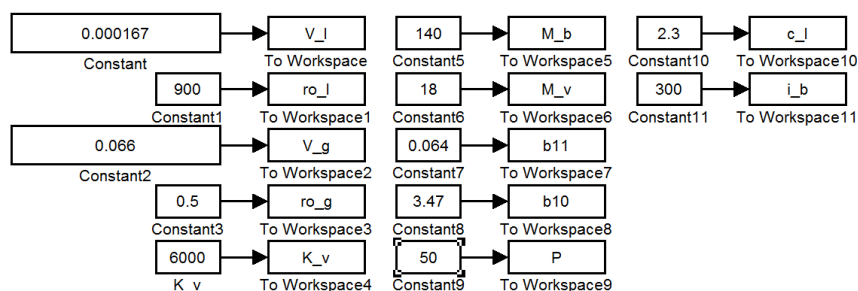 0.000167 V_l 140 M_b 2.3 c_l
Constant To Workspace Constant5 To Workspace5 Constant10 To Workspace10
900 ro_l 18 M_v 300 i_b
Constant1 To Workspace1 Constant6 To Workspace6 Constant11 To Workspace11
0.066 V_g 0.064 b11
Constant2 To Workspace2 Constant7 To Workspace7
0.5 ro_g 3.47 b10
Constant3 To Workspace3 Constant8 To Workspace8
6000 K_v 50 P
K_v To Workspace4 Constant9 To Workspace9